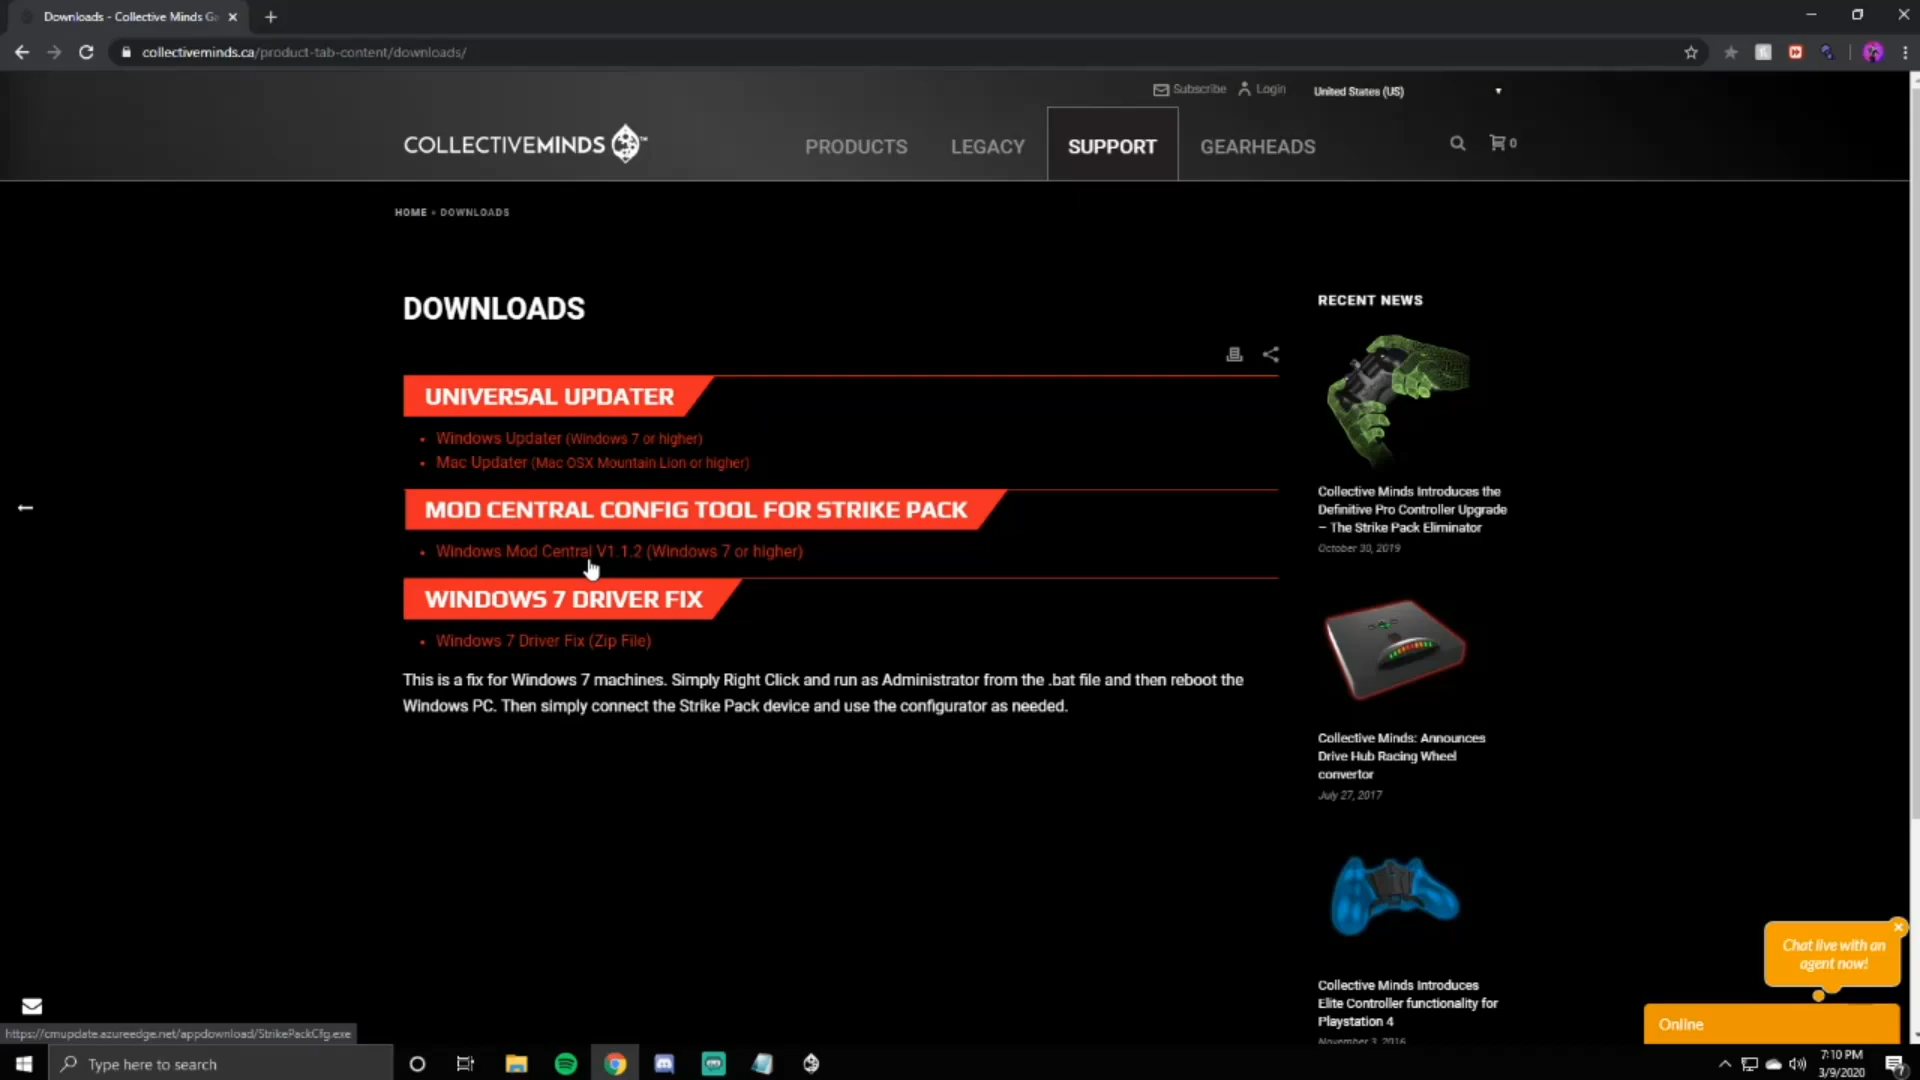 Downloads - Collective Minds Ga
collectiveminds.ca/product-tab-content/downloads/
Subscribe
Login
United States (US)
COLLECTIVEMINDS™
PRODUCTS
LEGACY
SUPPORT
GEARHEADS
0
HOME » DOWNLOADS
DOWNLOADS
UNIVERSAL UPDATER
• Windows Updater (Windows 7 or higher)
• Mac Updater (Mac OSX Mountain Lion or higher)
MOD CENTRAL CONFIG TOOL FOR STRIKE PACK
• Windows Mod Central V1.1.2 (Windows 7 or higher)
WINDOWS 7 DRIVER FIX
• Windows 7 Driver Fix (Zip File)
This is a fix for Windows 7 machines. Simply Right Click and run as Administrator from the .bat file and then reboot the
Windows PC. Then simply connect the Strike Pack device and use the configurator as needed.
RECENT NEWS
Collective Minds Introduces the
Definitive Pro Controller Upgrade
– The Strike Pack Eliminator
October 30, 2019
Collective Minds: Announces
Drive Hub Racing Wheel
convertor
July 27, 2017
Collective Minds Introduces
Elite Controller functionality for
Playstation 4
November 3, 2016
Chat live with an
agent now!
Online
https://cmupdate.azureedge.net/appdownload/StrikePackCfg.exe
Type here to search
7:10 PM
3/9/2020
7